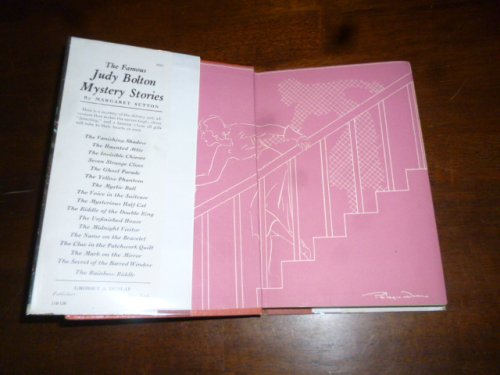 The Famous
Judy Bolton
Mystery Stories
By MARGARET SUTTON
The Vanishing Shadow
The Haunted Attic
The Invisible Chimes
Seven Strange Clues
The Ghost Parade
The Yellow Phantom
The Mystic Ball
The Voice in the Suitcase
The Mysterious Half Cat
The Riddle of the Double Ring
The Unfinished House
The Midnight Visitor
The Name on the Bracelet
The Clue in the Patchwork Quilt
The Mark on the Mirror
The Secret of the Barred Window
The Rainbow Riddle
GROSSET & DUNLAP
Publishers